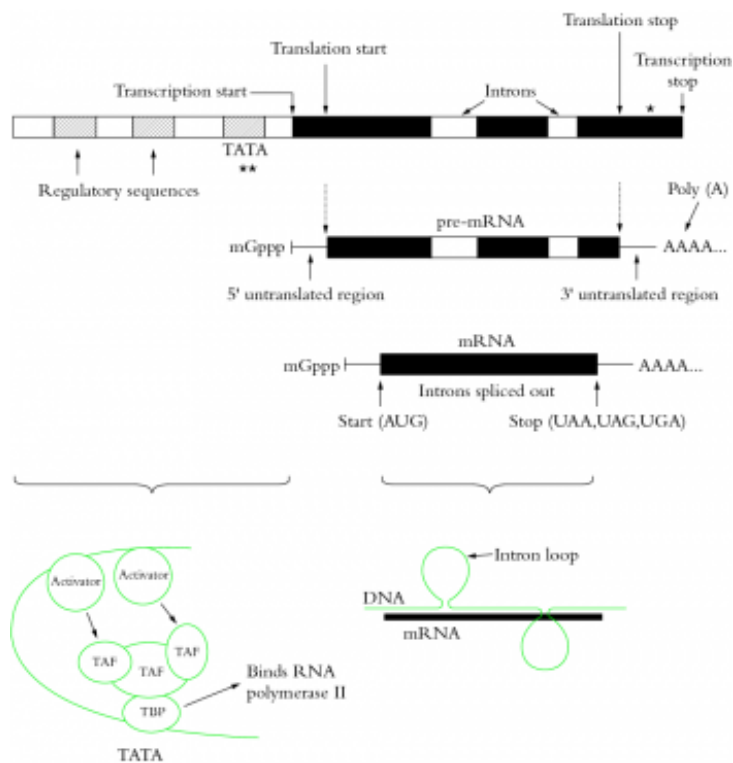 Translation stop
Translation start
Transcription stop
Transcription start
Introns
*
TATA
**
Regulatory sequences
Poly (A)
pre-mRNA
mGppp
AAAA...
5' untranslated region
3' untranslated region
mRNA
mGppp
AAAA...
Introns spliced out
Start (AUG)
Stop (UAA,UAG,UGA)
Activator
Activator
Intron loop
DNA
mRNA
TAF
TAF
TAF
Binds RNA
polymerase II
TBP
TATA